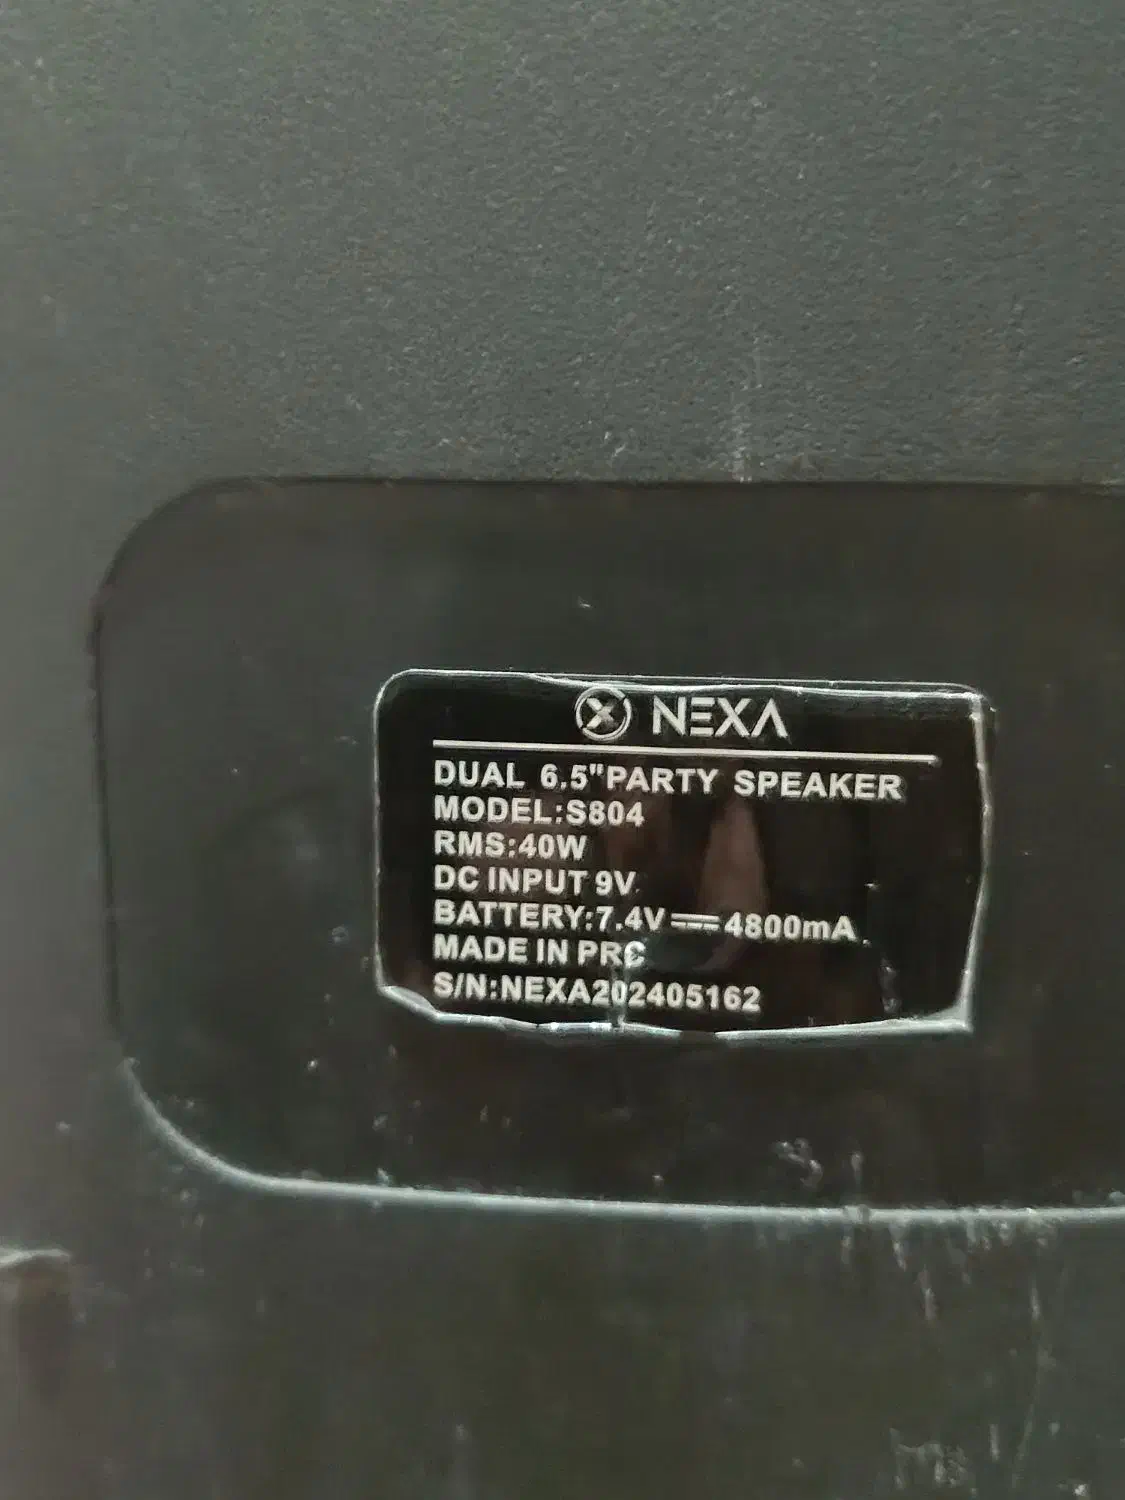 NEXA
DUAL 6.5"PARTY SPEAKER
MODEL:S804
RMS:40W
DC INPUT 9V
BATTERY:7.4V⎓4800mA
MADE IN PRC
S/N:NEXA202405162